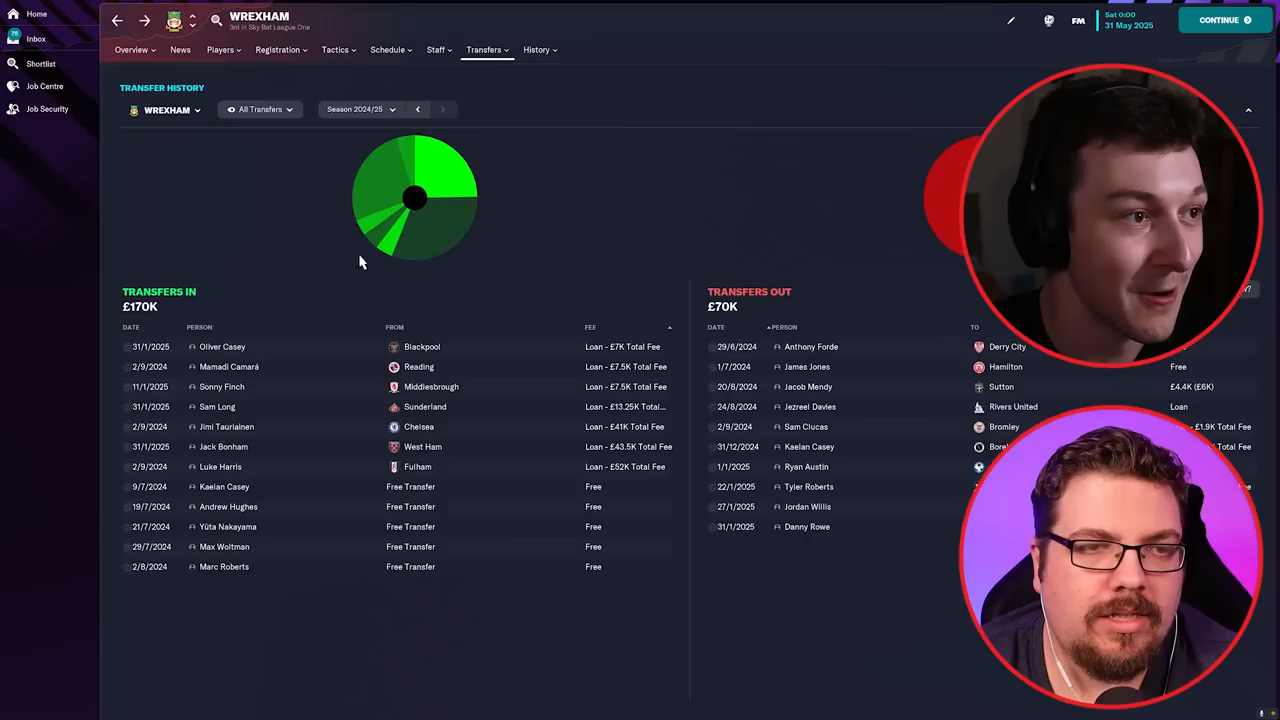 Home
75
Inbox
Shortlist
Job Centre
Job Security
WREXHAM
3rd in Sky Bet League One
FM
Sat 0:00
31 May 2025
CONTINUE
Overview
News
Players
Registration
Tactics
Schedule
Staff
Transfers
History
TRANSFER HISTORY
WREXHAM
All Transfers
Season 2024/25
TRANSFERS IN
£170K
DATE PERSON FROM FEE
31/1/2025 Oliver Casey Blackpool Loan - £7K Total Fee
2/9/2024 Mamadi Camará Reading Loan - £7.5K Total Fee
11/1/2025 Sonny Finch Middlesbrough Loan - £7.5K Total Fee
31/1/2025 Sam Long Sunderland Loan - £13.25K Total...
2/9/2024 Jimi Tauriainen Chelsea Loan - £41K Total Fee
31/1/2025 Jack Bonham West Ham Loan - £43.5K Total Fee
2/9/2024 Luke Harris Fulham Loan - £52K Total Fee
9/7/2024 Kaelan Casey Free Transfer Free
19/7/2024 Andrew Hughes Free Transfer Free
21/7/2024 Yūta Nakayama Free Transfer Free
29/7/2024 Max Woltman Free Transfer Free
2/8/2024 Marc Roberts Free Transfer Free
TRANSFERS OUT
£70K
DATE PERSON TO
29/6/2024 Anthony Forde Derry City
1/7/2024 James Jones Hamilton Free
20/8/2024 Jacob Mendy Sutton £4.4K (£6K)
24/8/2024 Jezreel Davies Rivers United Loan
2/9/2024 Sam Clucas Bromley - £1.9K Total Fee
31/12/2024 Kaelan Casey Total Fee
1/1/2025 Ryan Austin
22/1/2025 Tyler Roberts
27/1/2025 Jordan Willis
31/1/2025 Danny Rowe